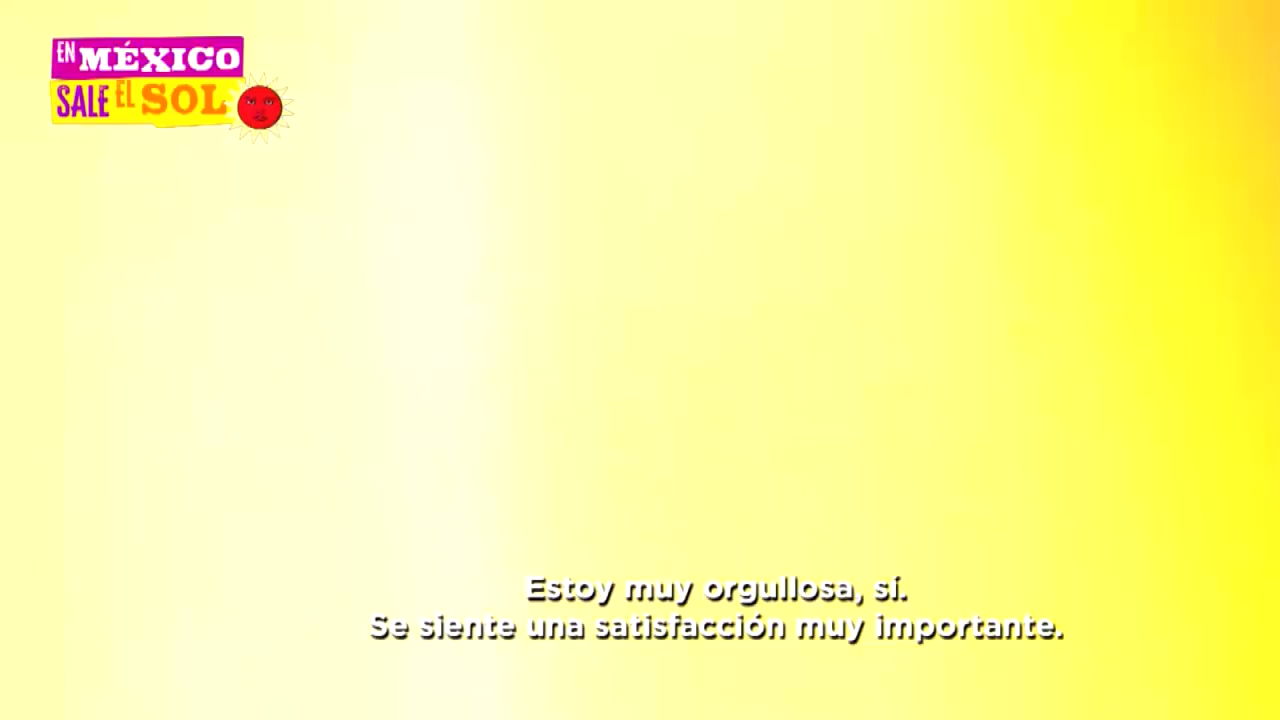 EN MÉXICO
SALE EL SOL
Estoy muy orgullosa, sí.
Se siente una satisfacción muy importante.